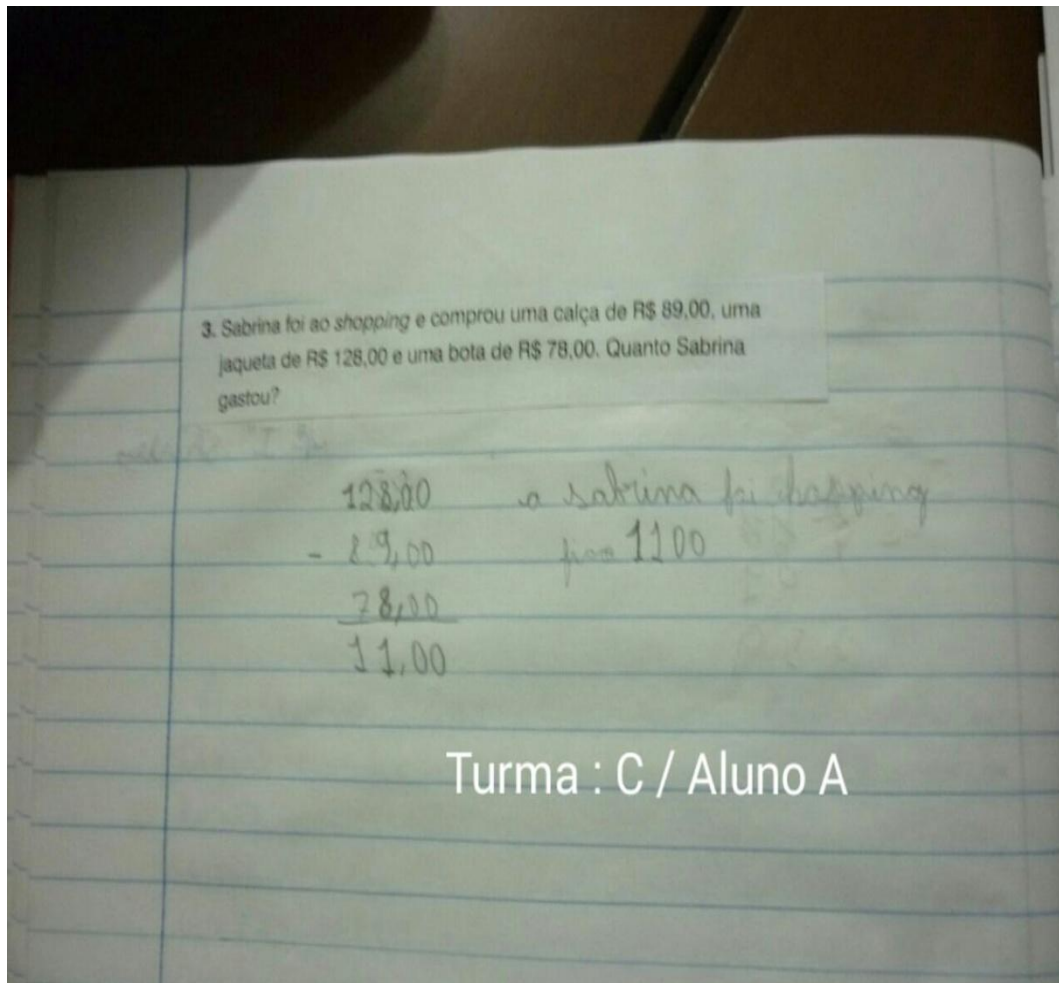 3. Sabrina foi ao shopping e comprou uma calça de R$ 89,00, uma
jaqueta de R$ 128,00 e uma bota de R$ 78,00. Quanto Sabrina
gastou?
128,00
- 89,00
78,00
11,00
a sabrina foi
1100
Turma : C / Aluno A